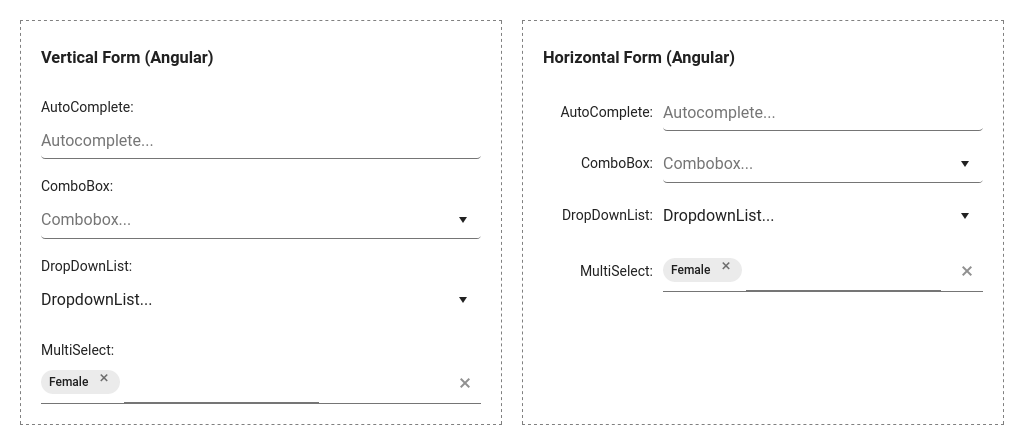 Vertical Form (Angular)
AutoComplete:
Autocomplete...
ComboBox:
Combobox...
DropDownList:
DropdownList...
MultiSelect:
Female
Horizontal Form (Angular)
AutoComplete: Autocomplete...
ComboBox: Combobox...
DropDownList: DropdownList...
MultiSelect: Female